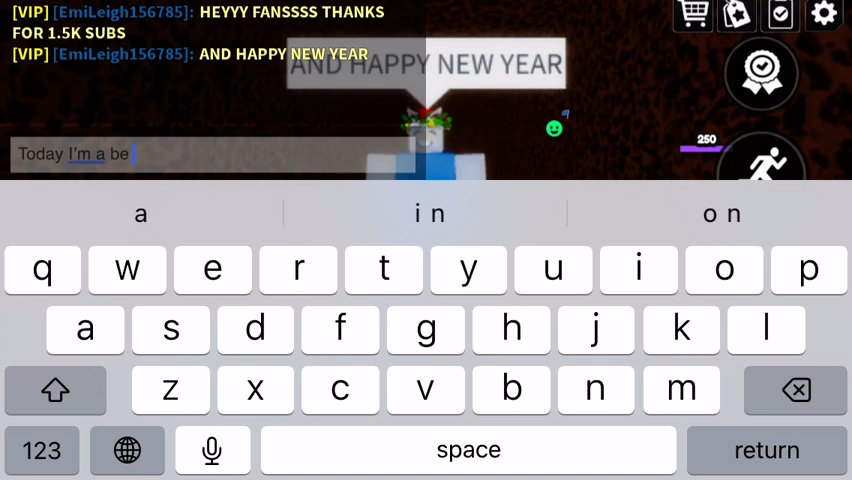 [VIP] [EmiLeigh156785]: HEYYY FANSSSS THANKS
FOR 1.5K SUBS
[VIP] [EmiLeigh156785]: AND HAPPY NEW YEAR
AND HAPPY NEW YEAR
250
Today I'm a be
a in on
q w e r t y u i o p
a s d f g h j k l
z x c v b n m
123 space return